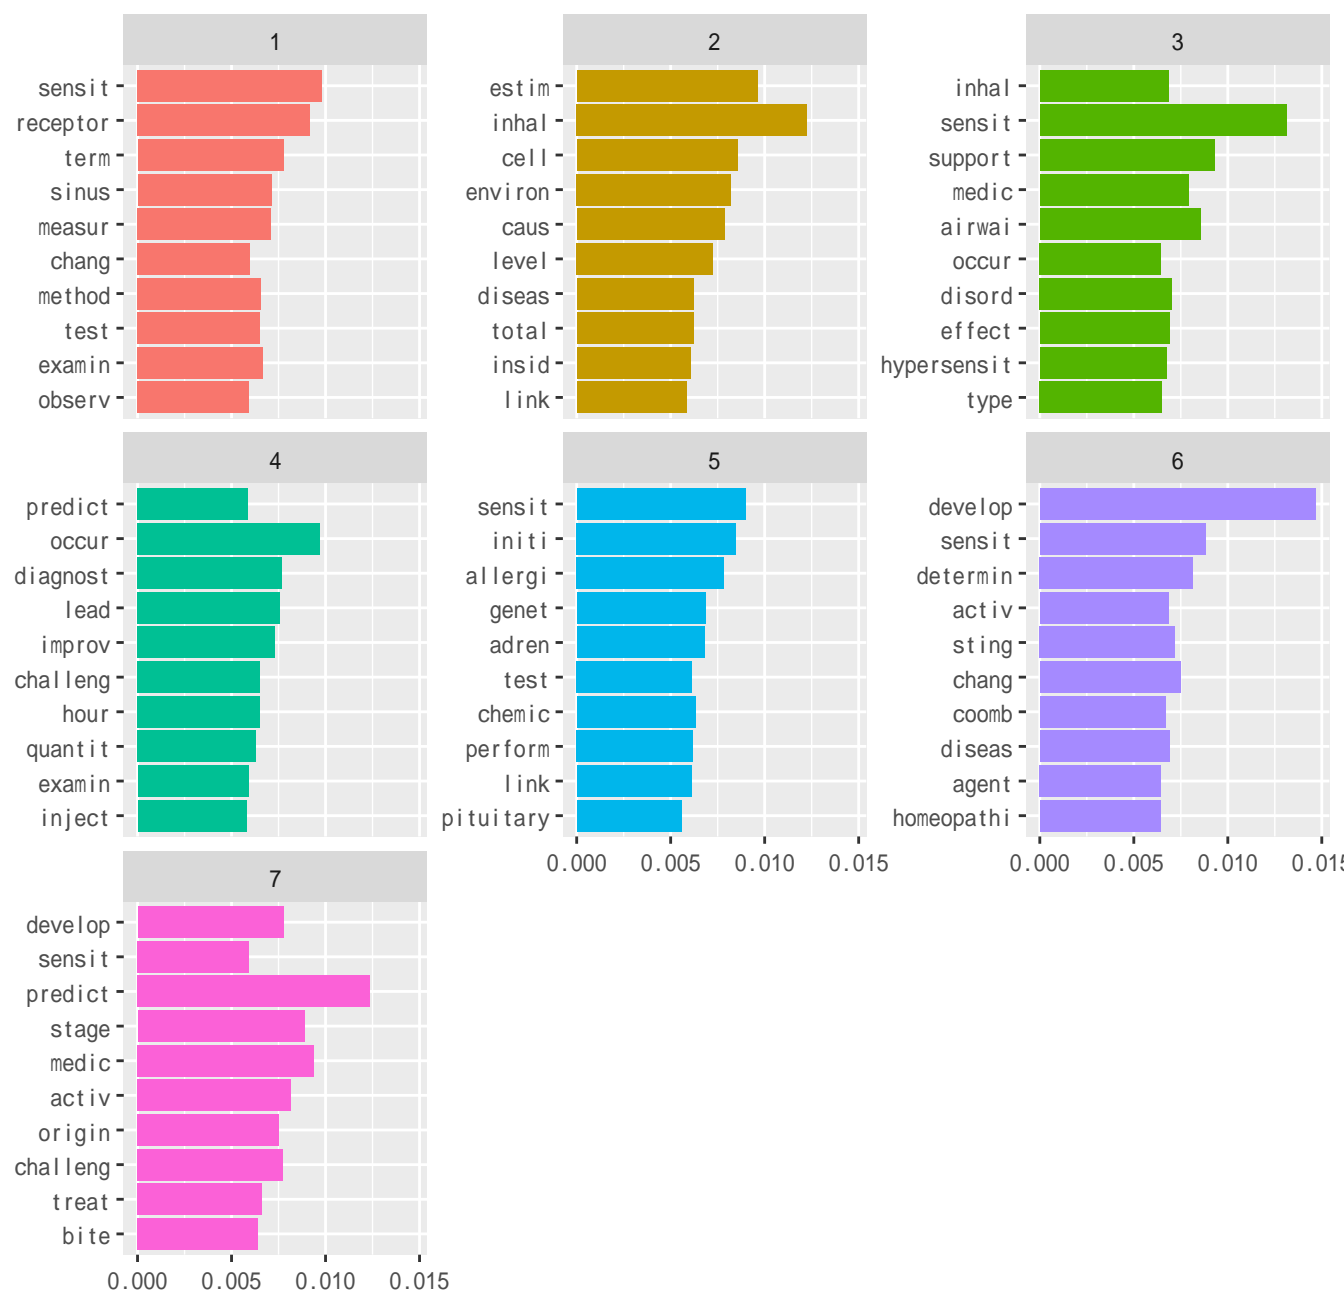 1
sensit
receptor
term
sinus
measur
chang
method
test
examin
observ
2
estim
inhal
cell
environ
caus
level
diseas
total
insid
link
3
inhal
sensit
support
medic
airwai
occur
disord
effect
hypersensit
type
4
predict
occur
diagnost
lead
improv
challeng
hour
quantit
examin
inject
5
sensit
initi
allergi
genet
adren
test
chemic
perform
link
pituitary
0.000 0.005 0.010 0.015
6
develop
sensit
determin
activ
sting
chang
coomb
diseas
agent
homeopathi
0.000 0.005 0.010 0.015
7
develop
sensit
predict
stage
medic
activ
origin
challeng
treat
bite
0.000 0.005 0.010 0.015